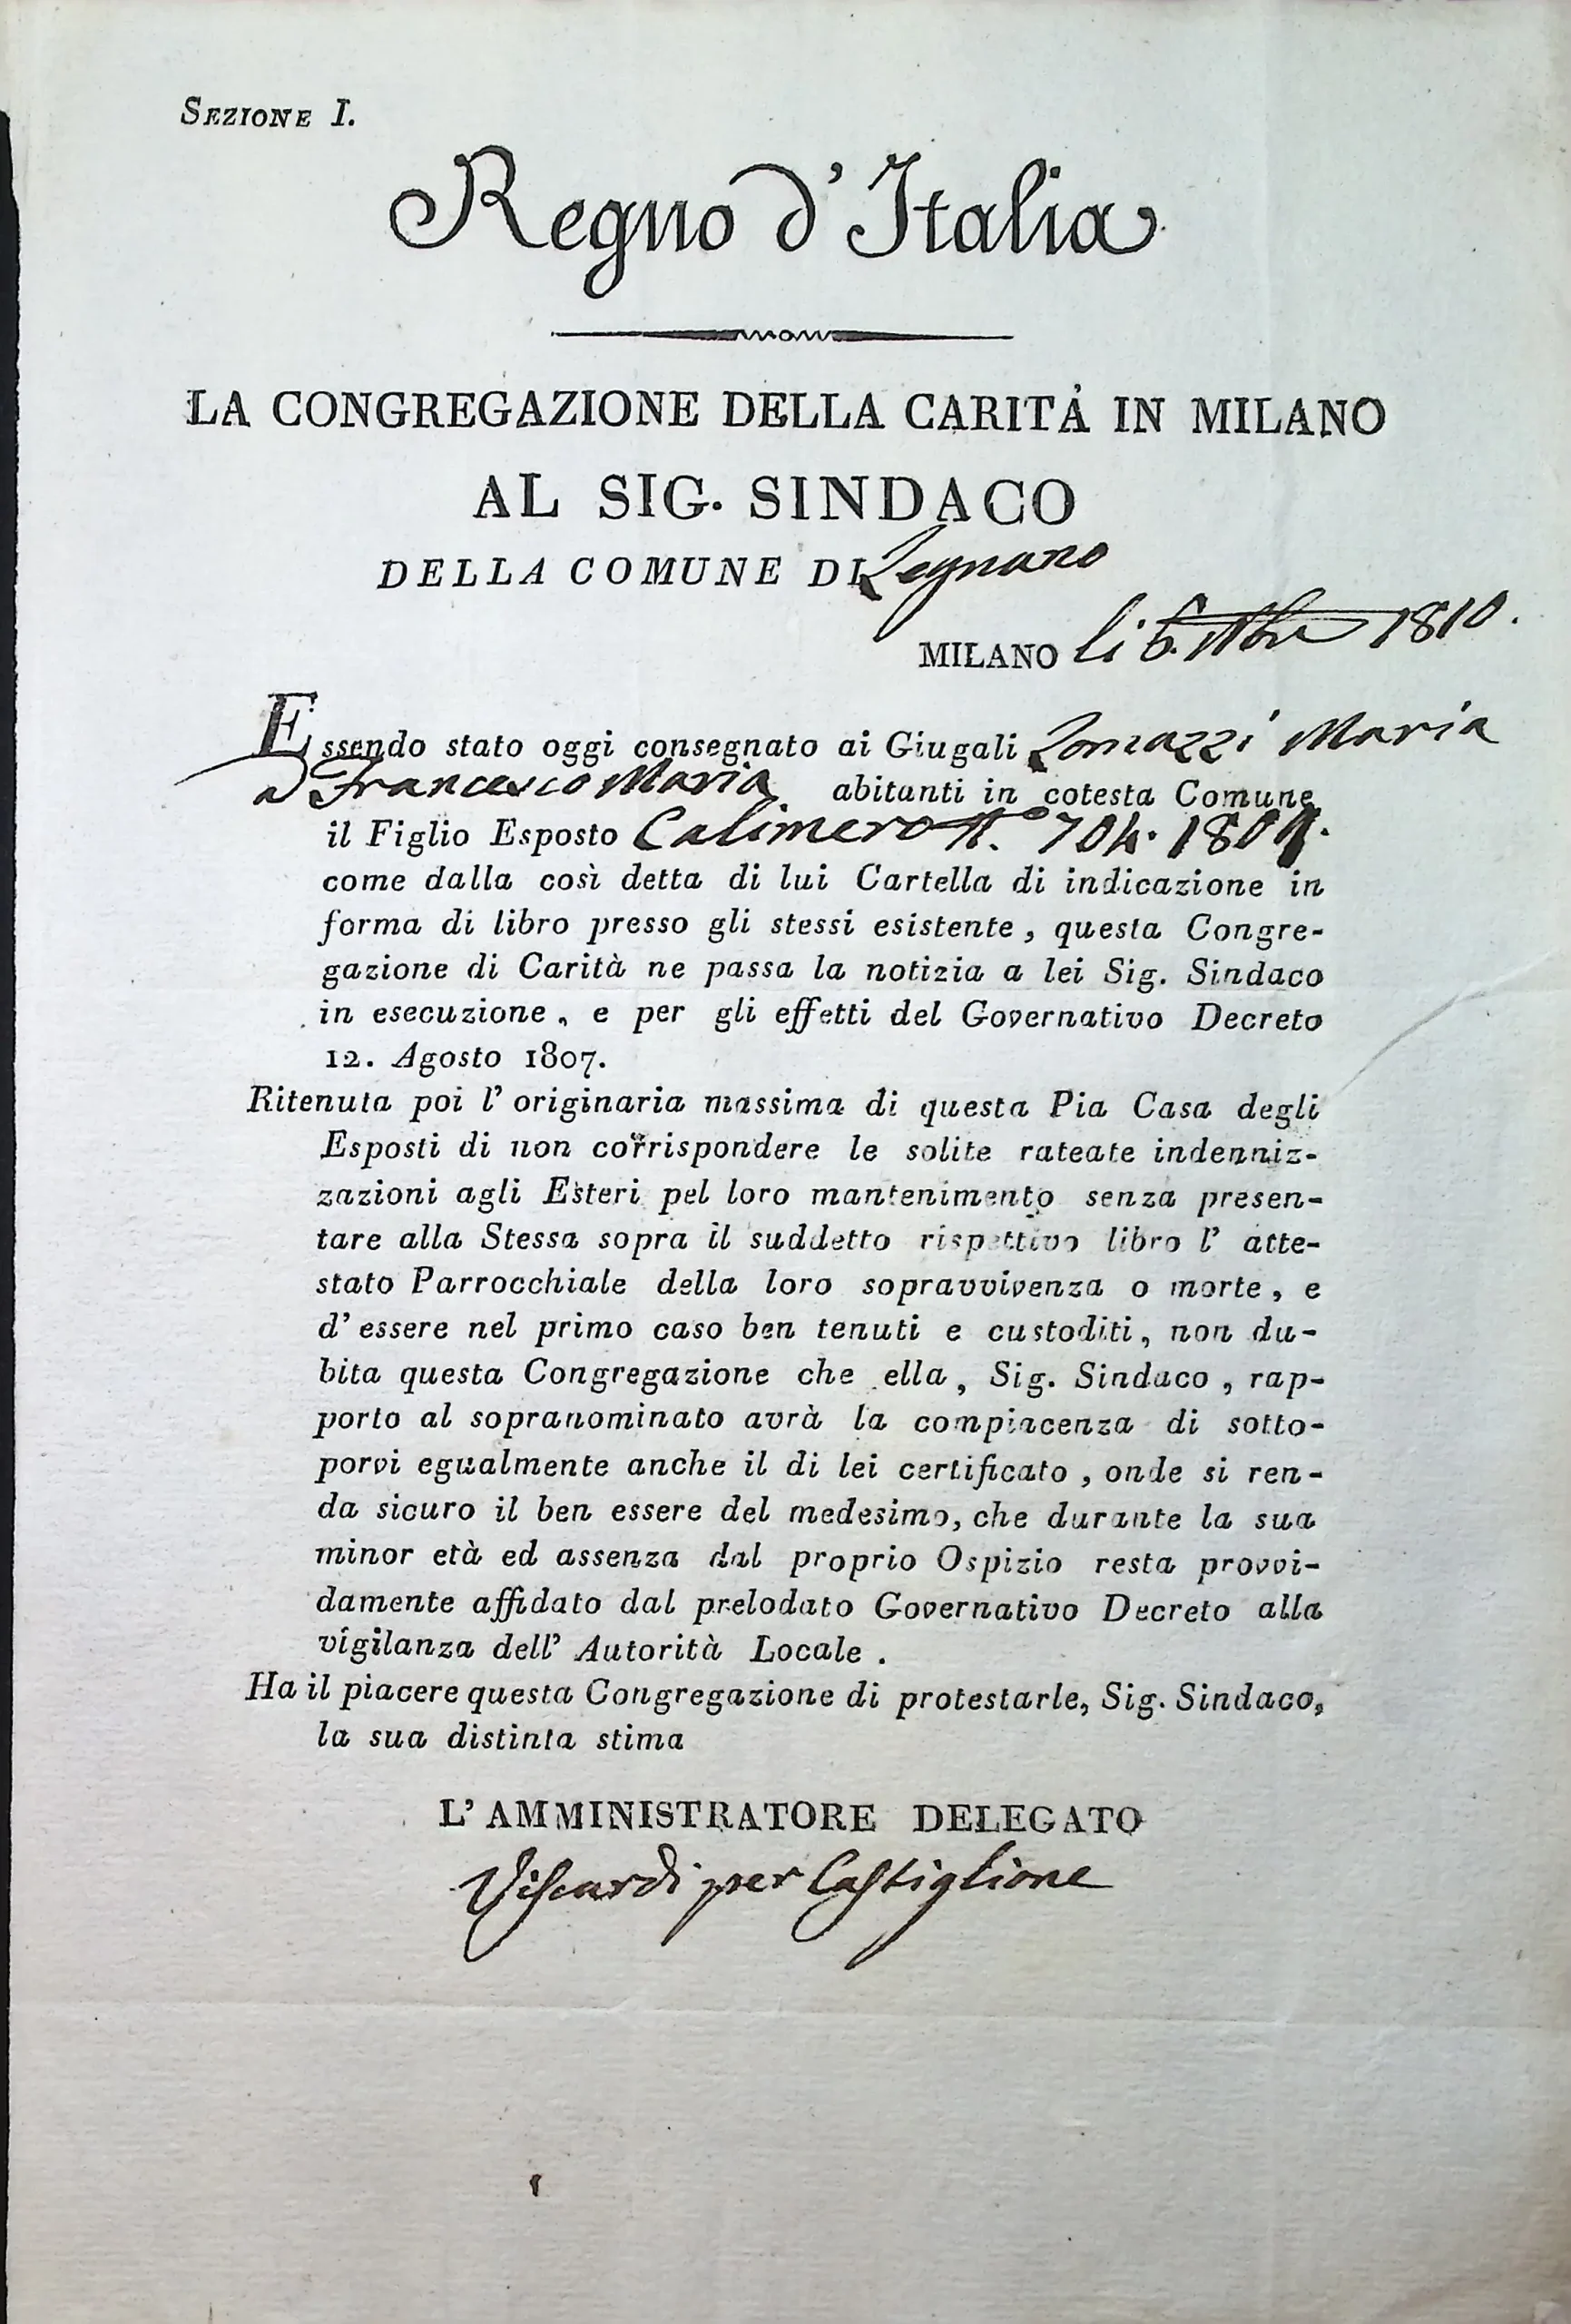 SEZIONE I.
Regno d'Italia
LA CONGREGAZIONE DELLA CARITÀ IN MILANO
AL SIG. SINDACO
DELLA COMUNE DI Legnano
MILANO li 6. 1810.
Essendo stato oggi consegnato ai Giugali Lomazzi Maria
e Francesco Maria abitanti in cotesta Comune
il Figlio Esposto Calimero N.° 704. 1809.
come dalla così detta di lui Cartella di indicazione in
forma di libro presso gli stessi esistente, questa Congre-
gazione di Carità ne passa la notizia a lei Sig. Sindaco
in esecuzione, e per gli effetti del Governativo Decreto
12. Agosto 1807.
Ritenuta poi l' originaria massima di questa Pia Casa degli
Esposti di non corrispondere le solite rateate indenniz-
zazioni agli Esteri pel loro mantenimento senza presen-
tare alla Stessa sopra il suddetto rispettivo libro l' atte-
stato Parrocchiale della loro sopravvivenza o morte, e
d' essere nel primo caso ben tenuti e custoditi, non du-
bita questa Congregazione che ella, Sig. Sindaco, rap-
porto al sopranominato avrà la compiacenza di sotto-
porvi egualmente anche il di lei certificato, onde si ren-
da sicuro il ben essere del medesimo, che durante la sua
minor età ed assenza dal proprio Ospizio resta provvi-
damente affidato dal prelodato Governativo Decreto alla
vigilanza dell' Autorità Locale.
Ha il piacere questa Congregazione di protestarle, Sig. Sindaco,
la sua distinta stima
L' AMMINISTRATORE DELEGATO
Viscardi per Castiglione